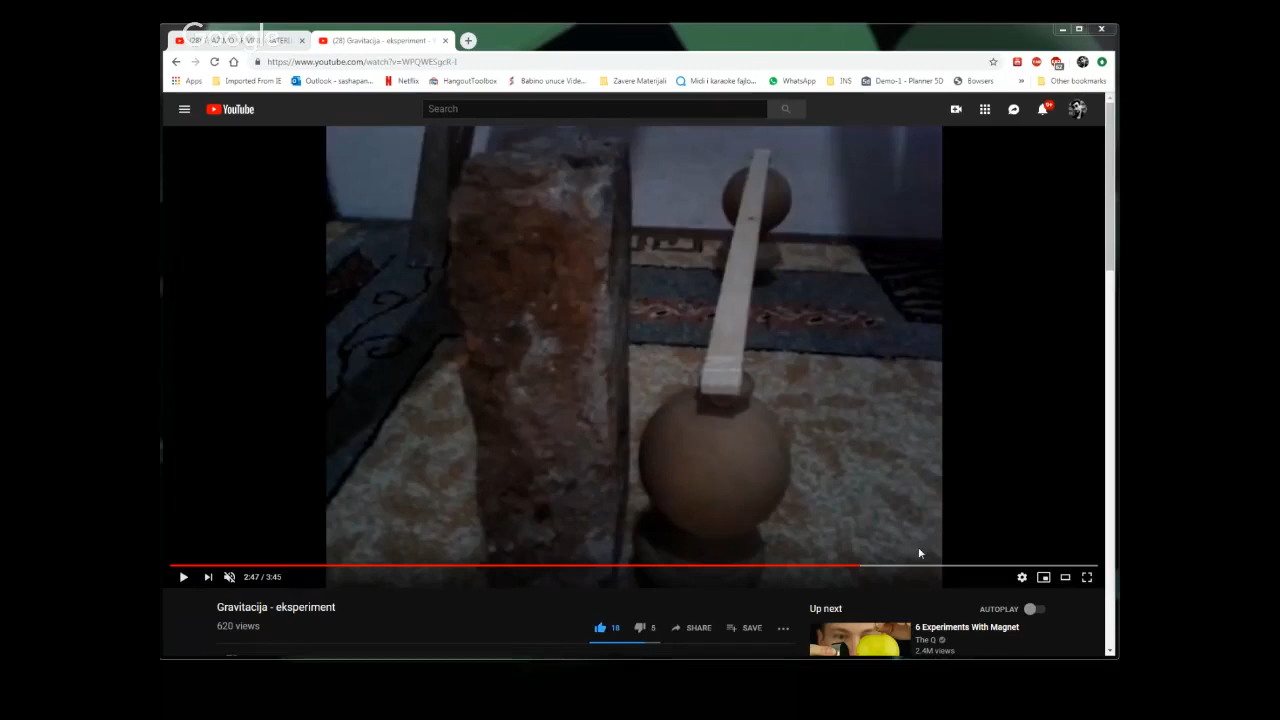 Google
(28) Gravitacija - eksperiment -
https://www.youtube.com/watch?v=WPQWESgcR-I
Apps Imported From IE Outlook - sashapan... Netflix HangoutToolbox Babino unuce Vide... Zavere Materijali Midi i karaoke fajlo... WhatsApp INS Demo-1 - Planner 5D Bowsers » Other bookmarks
YouTube Search 9+
2:47 / 3:45
Gravitacija - eksperiment
620 views
18 5 SHARE SAVE ...
Up next AUTOPLAY
6 Experiments With Magnet
The Q
2.4M views